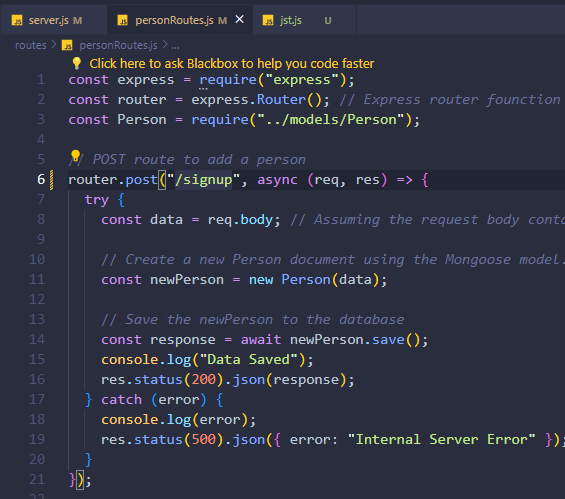 server.js M personRoutes.js M × jst.js U
routes > personRoutes.js > ...
Click here to ask Blackbox to help you code faster
1 const express = require("express");
2 const router = express.Router(); // Express router founction
3 const Person = require("../models/Person");
4
5 // POST route to add a person
6 router.post("/signup", async (req, res) => {
7 try {
8 const data = req.body; // Assuming the request body conta
9
10 // Create a new Person document using the Mongoose model.
11 const newPerson = new Person(data);
12
13 // Save the newPerson to the database
14 const response = await newPerson.save();
15 console.log("Data Saved");
16 res.status(200).json(response);
17 } catch (error) {
18 console.log(error);
19 res.status(500).json({ error: "Internal Server Error" });
20 }
21 });